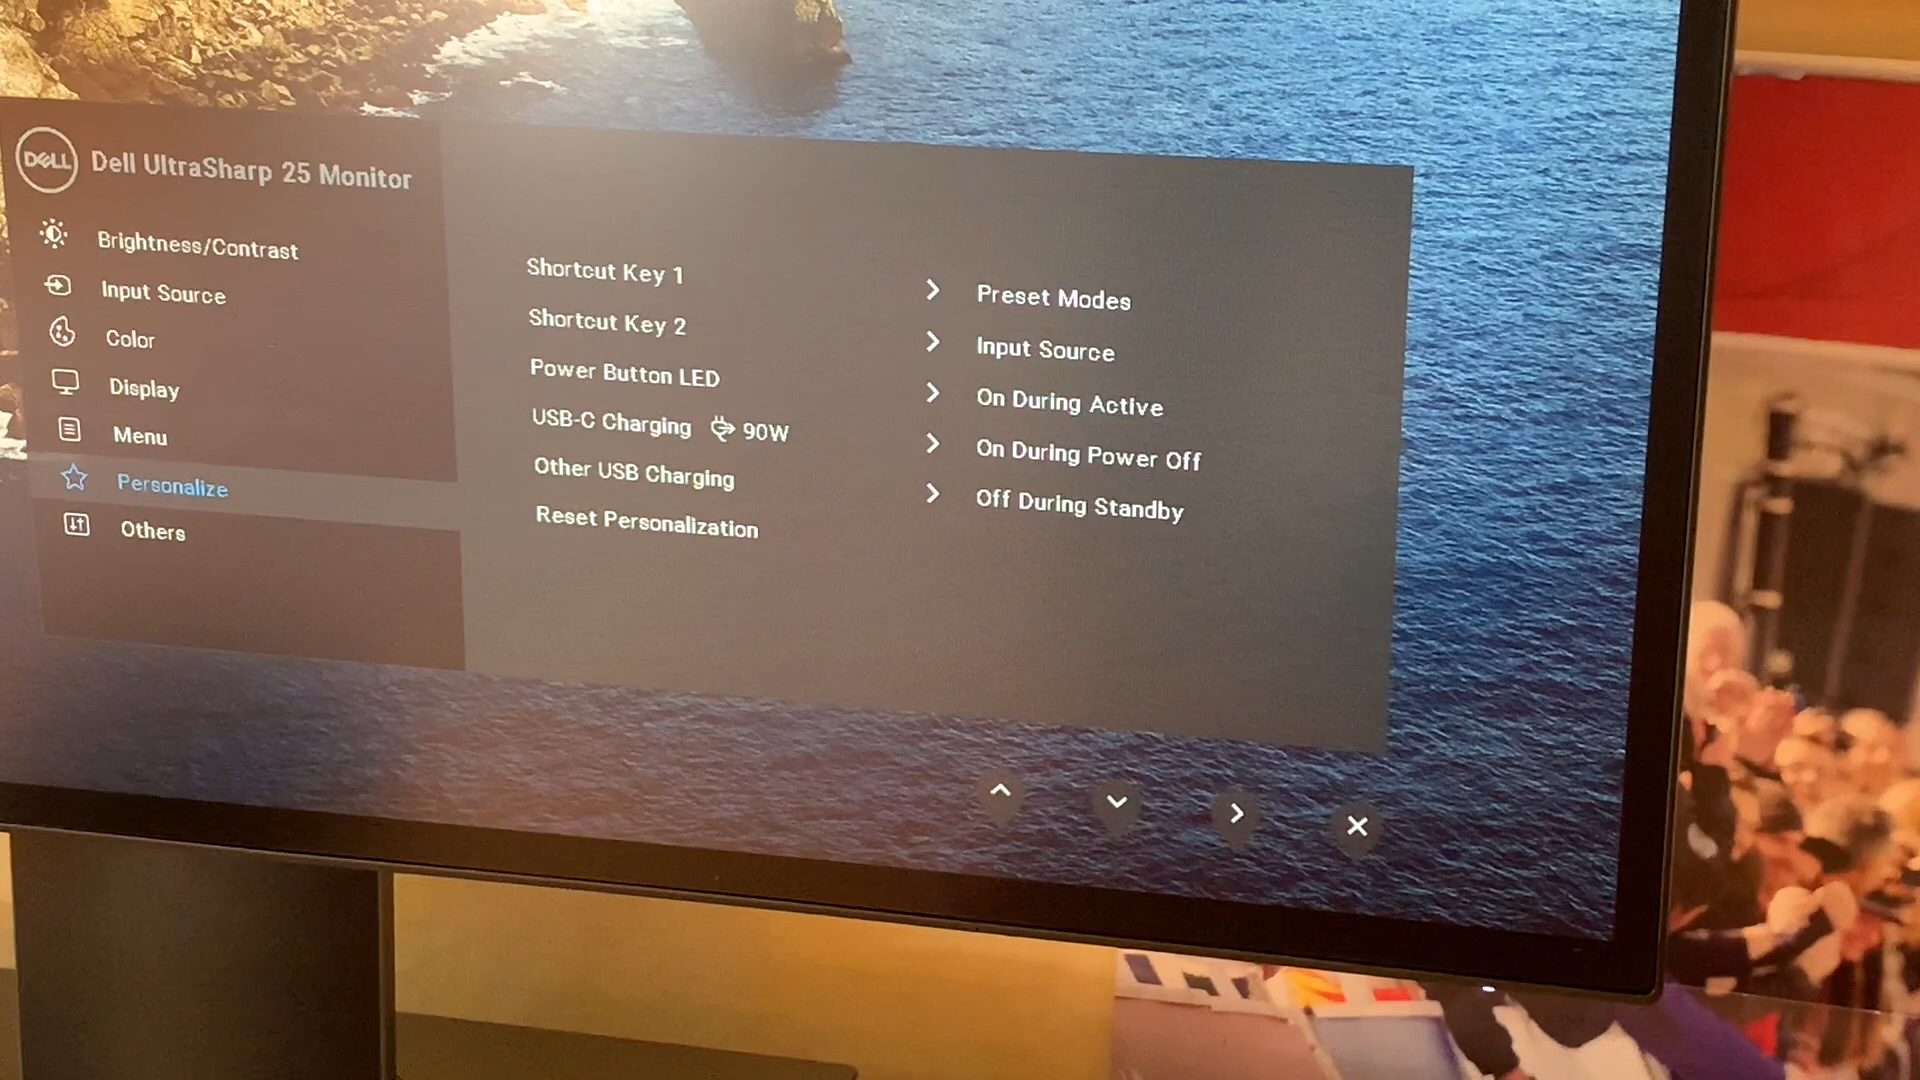 DELL
Dell UltraSharp 25 Monitor
Brightness/Contrast
Input Source
Color
Display
Menu
Personalize
Others
Shortcut Key 1 > Preset Modes
Shortcut Key 2 > Input Source
Power Button LED > On During Active
USB-C Charging 90W > On During Power Off
Other USB Charging > Off During Standby
Reset Personalization